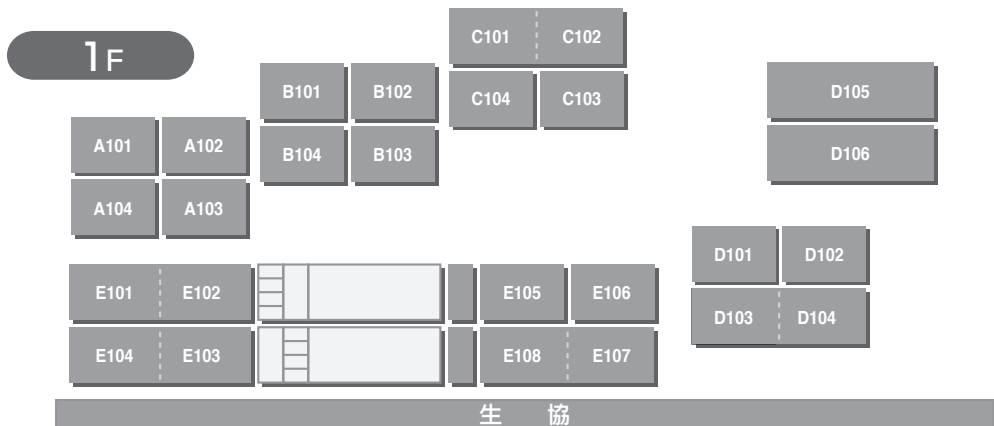 1F
C101 C102
C104 C103
B101 B102
B104 B103
A101 A102
A104 A103
D105
D106
D101 D102
D103 D104
E101 E102 E105 E106
E104 E103 E108 E107
生 協